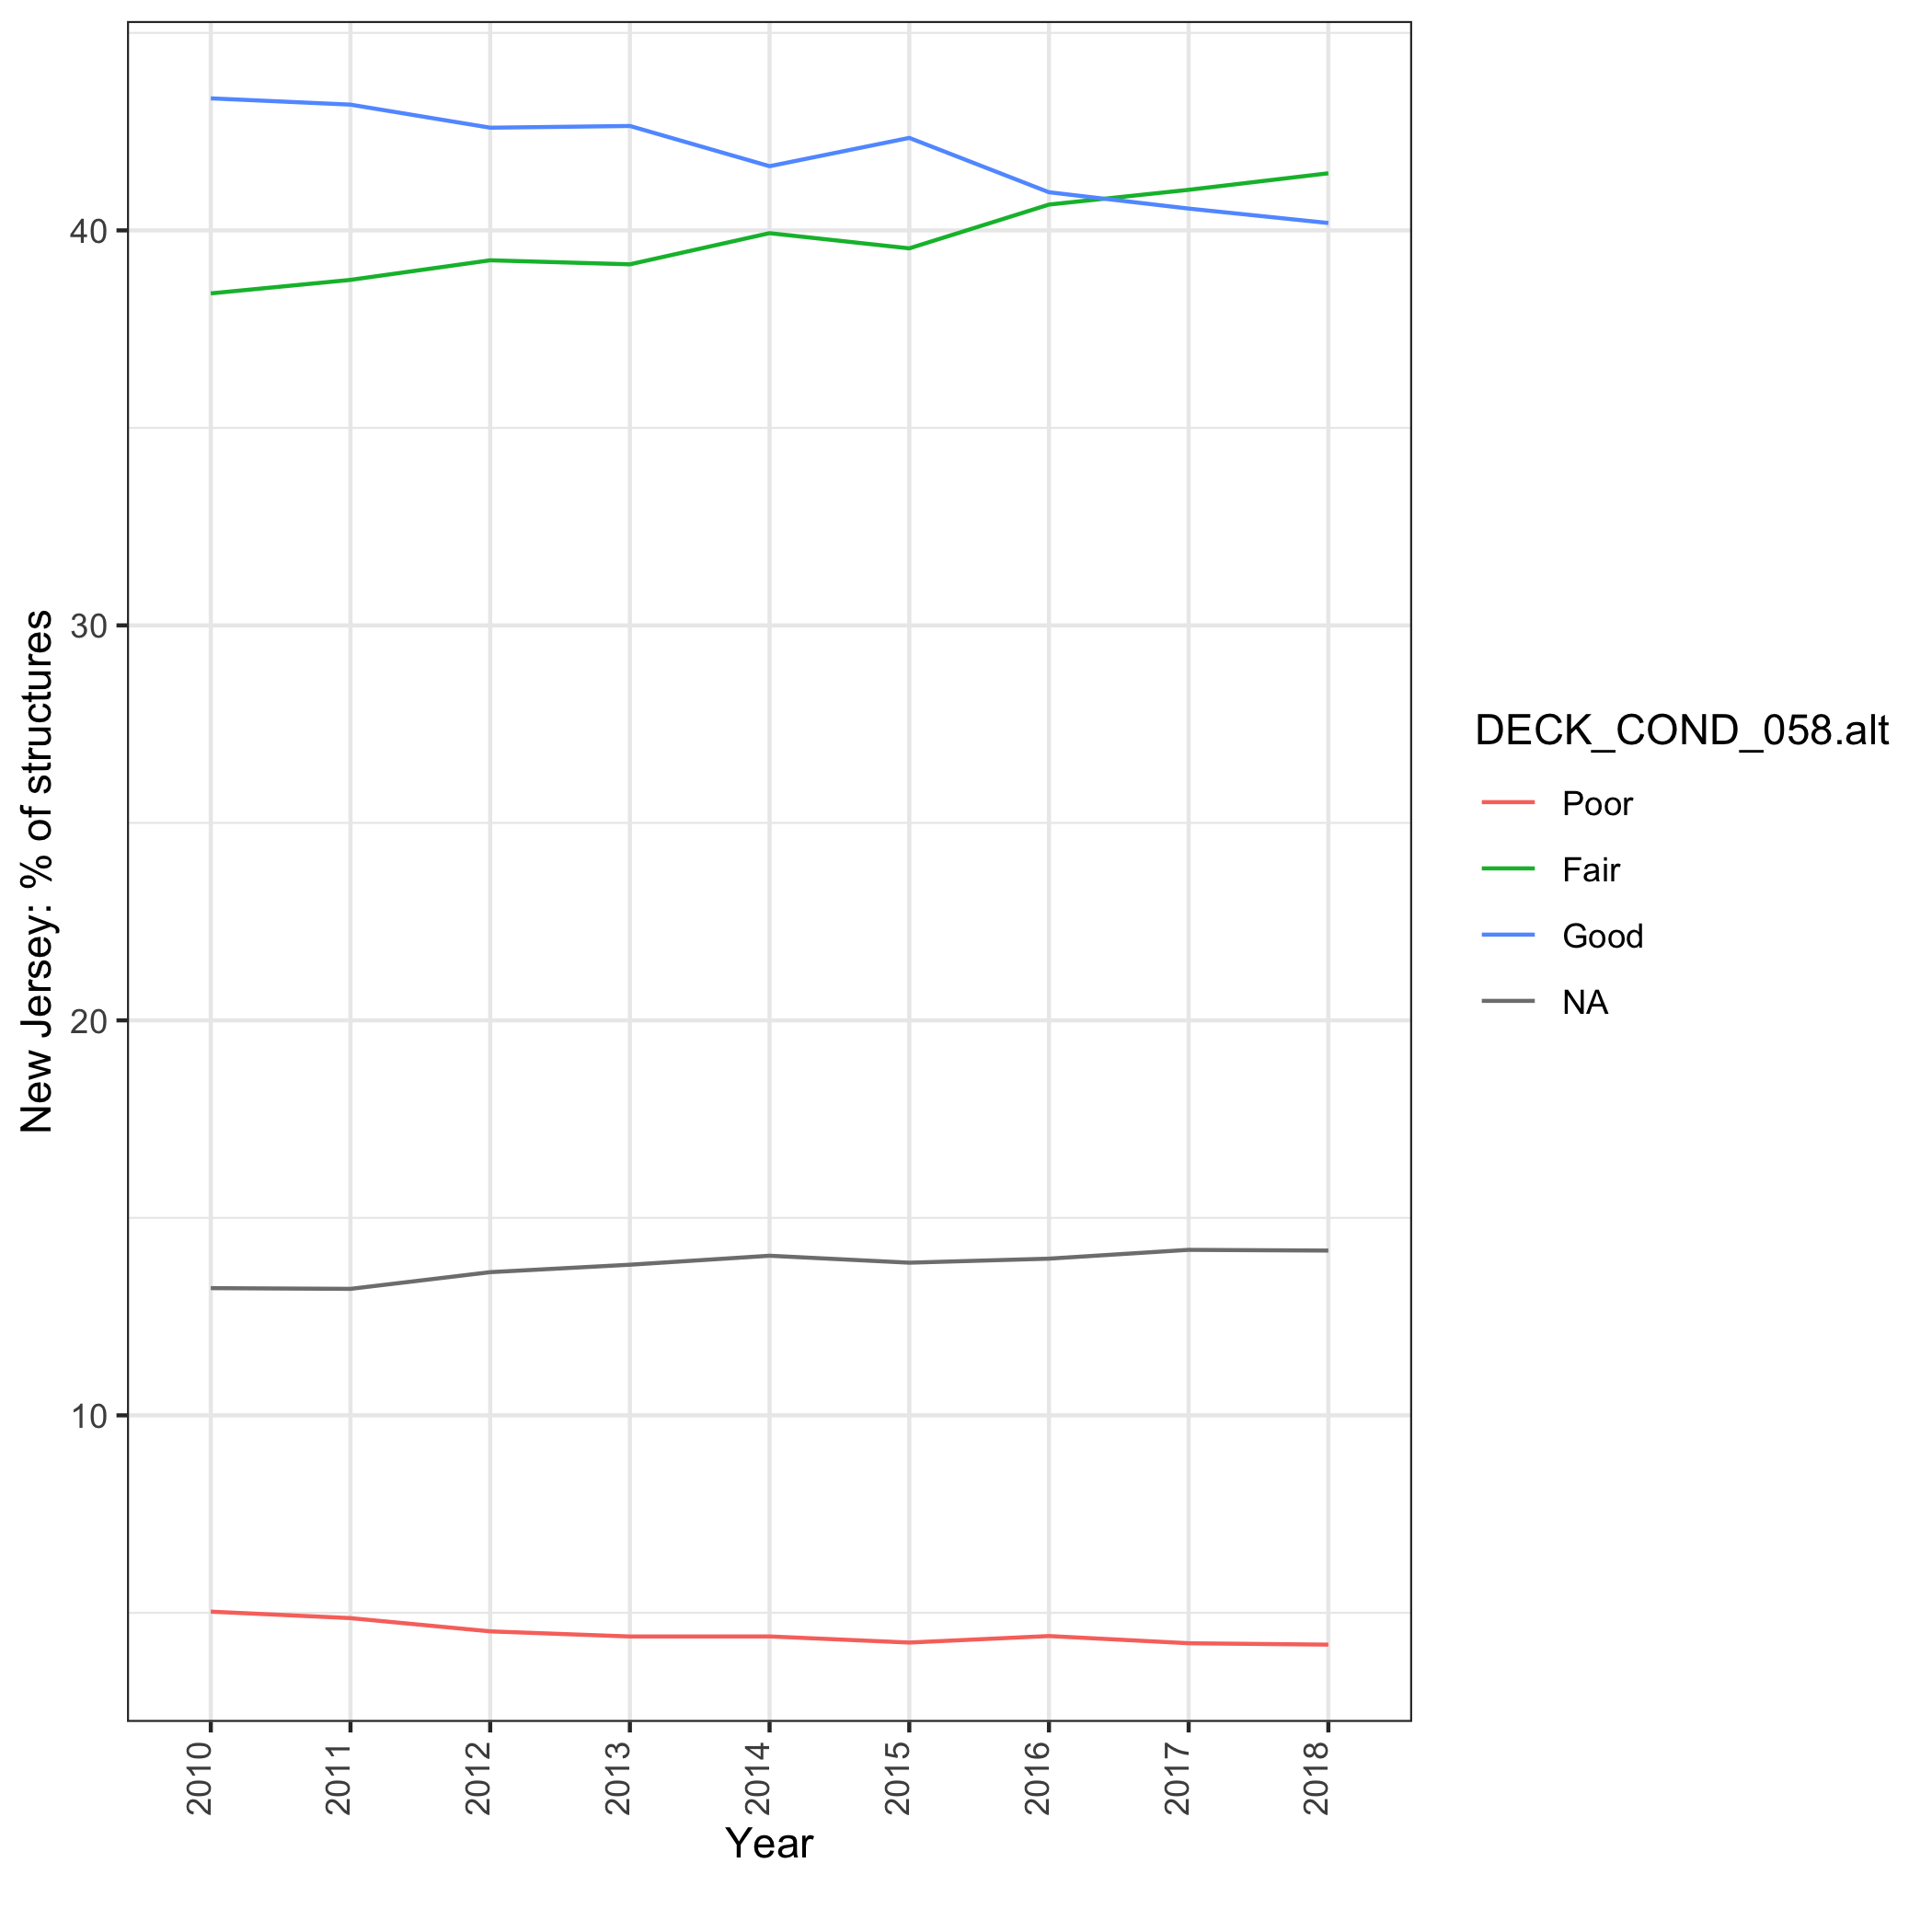 New Jersey: % of structures
40
30
20
10
2010
2011
2012
2013
2014
2015
2016
2017
2018
Year
DECK_COND_058.alt
Poor
Fair
Good
NA